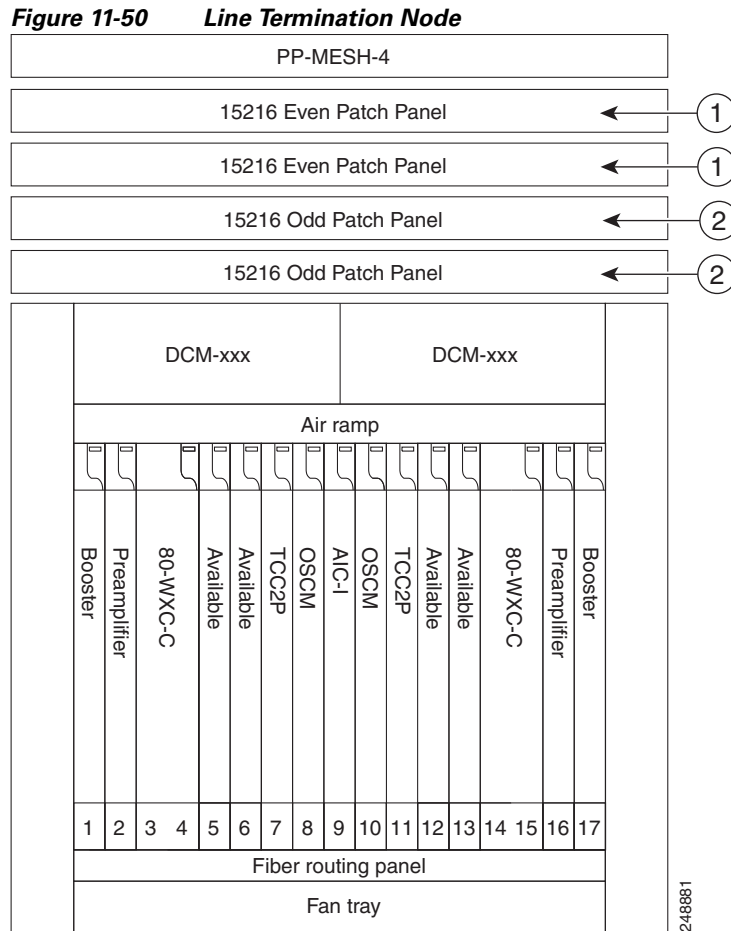 Figure 11-50 Line Termination Node
PP-MESH-4
15216 Even Patch Panel
1
15216 Even Patch Panel
1
15216 Odd Patch Panel
2
15216 Odd Patch Panel
2
DCM-xxx
DCM-xxx
Air ramp
Booster
Preamplifier
80-WXC-C
Available
Available
TCC2P
OSCM
AIC-I
OSCM
TCC2P
Available
Available
80-WXC-C
Preamplifier
Booster
1 2 3 4 5 6 7 8 9 10 11 12 13 14 15 16 17
Fiber routing panel
Fan tray
248881